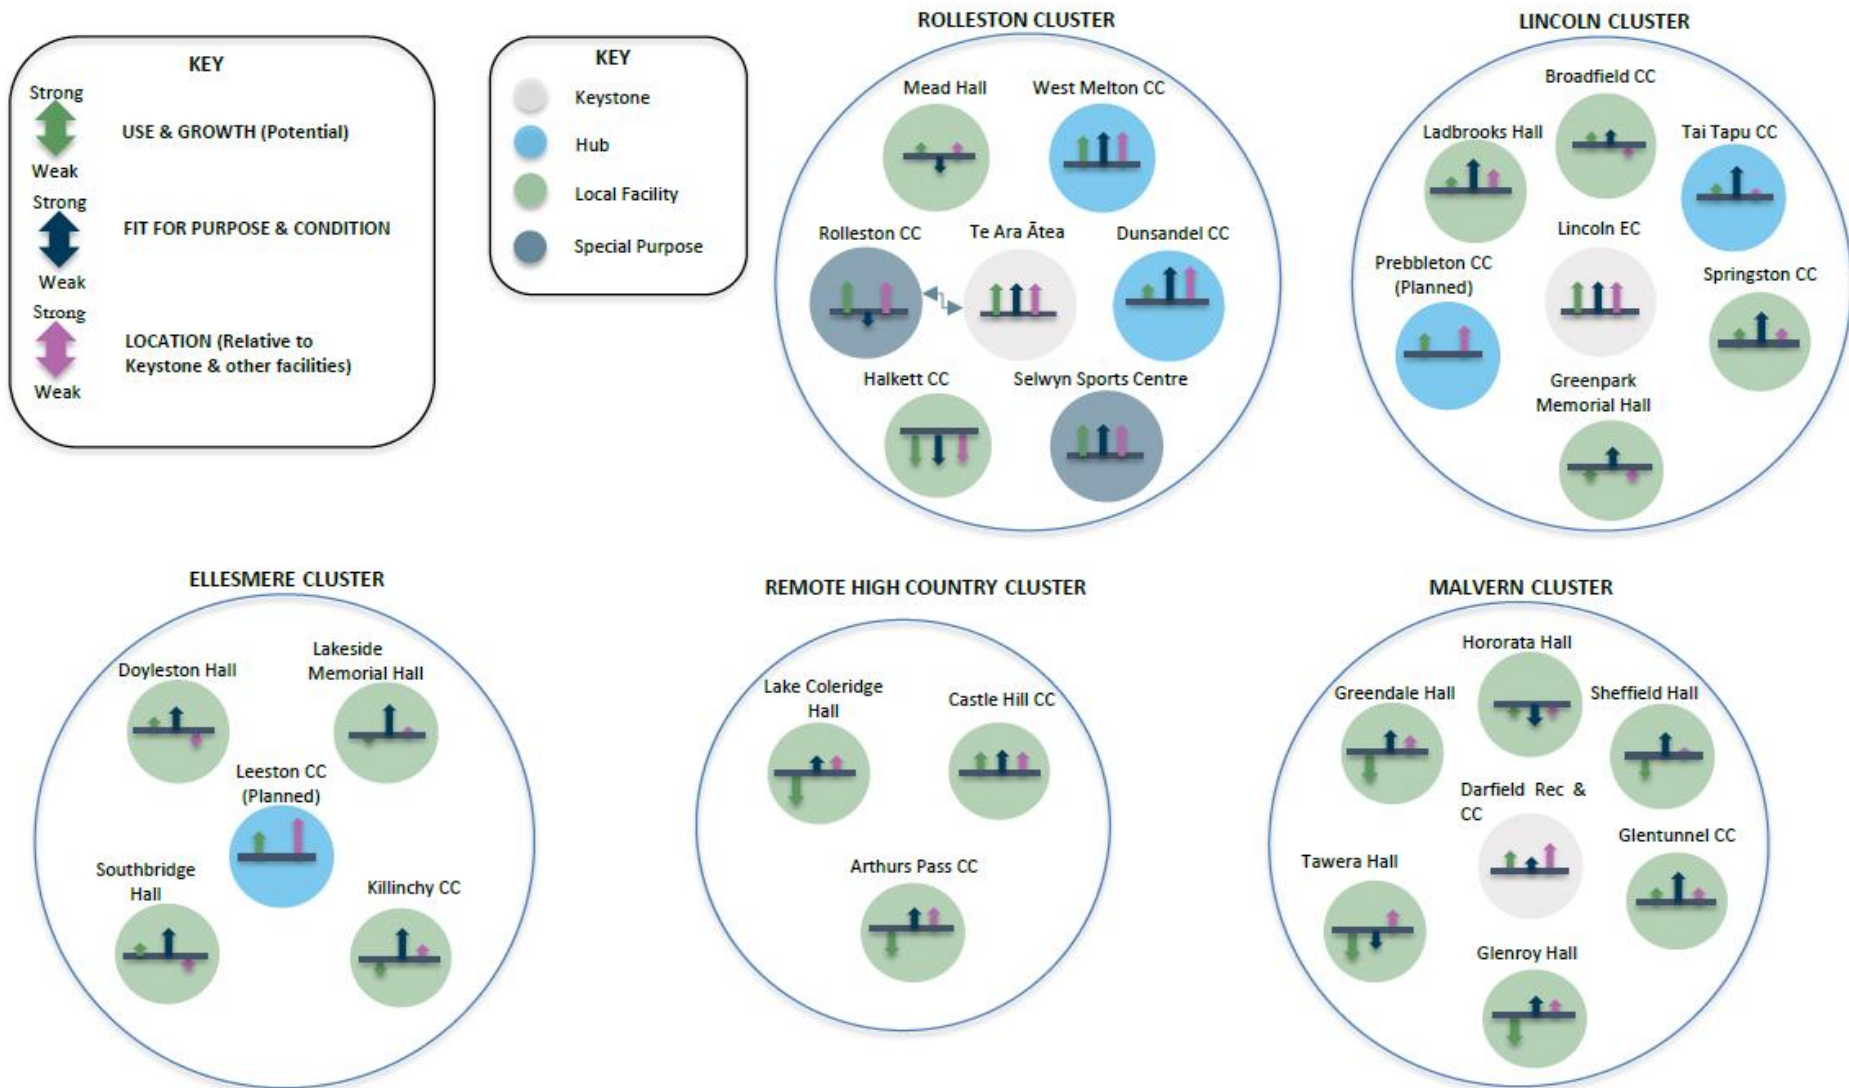 KEY
Strong
USE & GROWTH (Potential)
Weak
Strong
FIT FOR PURPOSE & CONDITION
Weak
Strong
LOCATION (Relative to
Keystone & other facilities)
Weak
KEY
Keystone
Hub
Local Facility
Special Purpose
ROLLESTON CLUSTER
Mead Hall
West Melton CC
Rolleston CC
Te Ara Ātea
Dunsandel CC
Halkett CC
Selwyn Sports Centre
LINCOLN CLUSTER
Broadfield CC
Ladbrooks Hall
Tai Tapu CC
Lincoln EC
Prebbleton CC
(Planned)
Springston CC
Greenpark
Memorial Hall
ELLESMERE CLUSTER
Doyleston Hall
Lakeside
Memorial Hall
Leeston CC
(Planned)
Southbridge
Hall
Killinchy CC
REMOTE HIGH COUNTRY CLUSTER
Lake Coleridge
Hall
Castle Hill CC
Arthurs Pass CC
MALVERN CLUSTER
Hororata Hall
Greendale Hall
Sheffield Hall
Darfield Rec &
CC
Glentunnel CC
Tawera Hall
Glenroy Hall